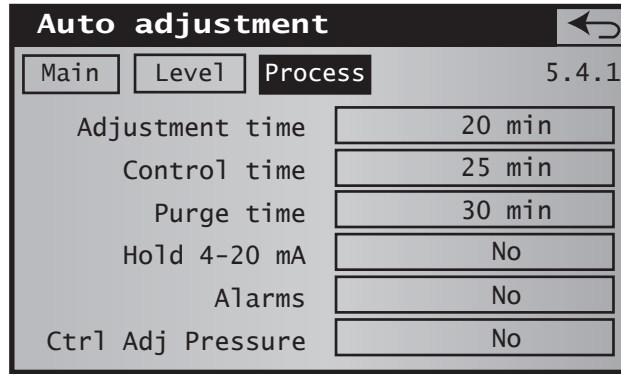 Auto adjustment
Main Level Process 5.4.1
Adjustment time 20 min
Control time 25 min
Purge time 30 min
Hold 4-20 mA No
Alarms No
Ctrl Adj Pressure No